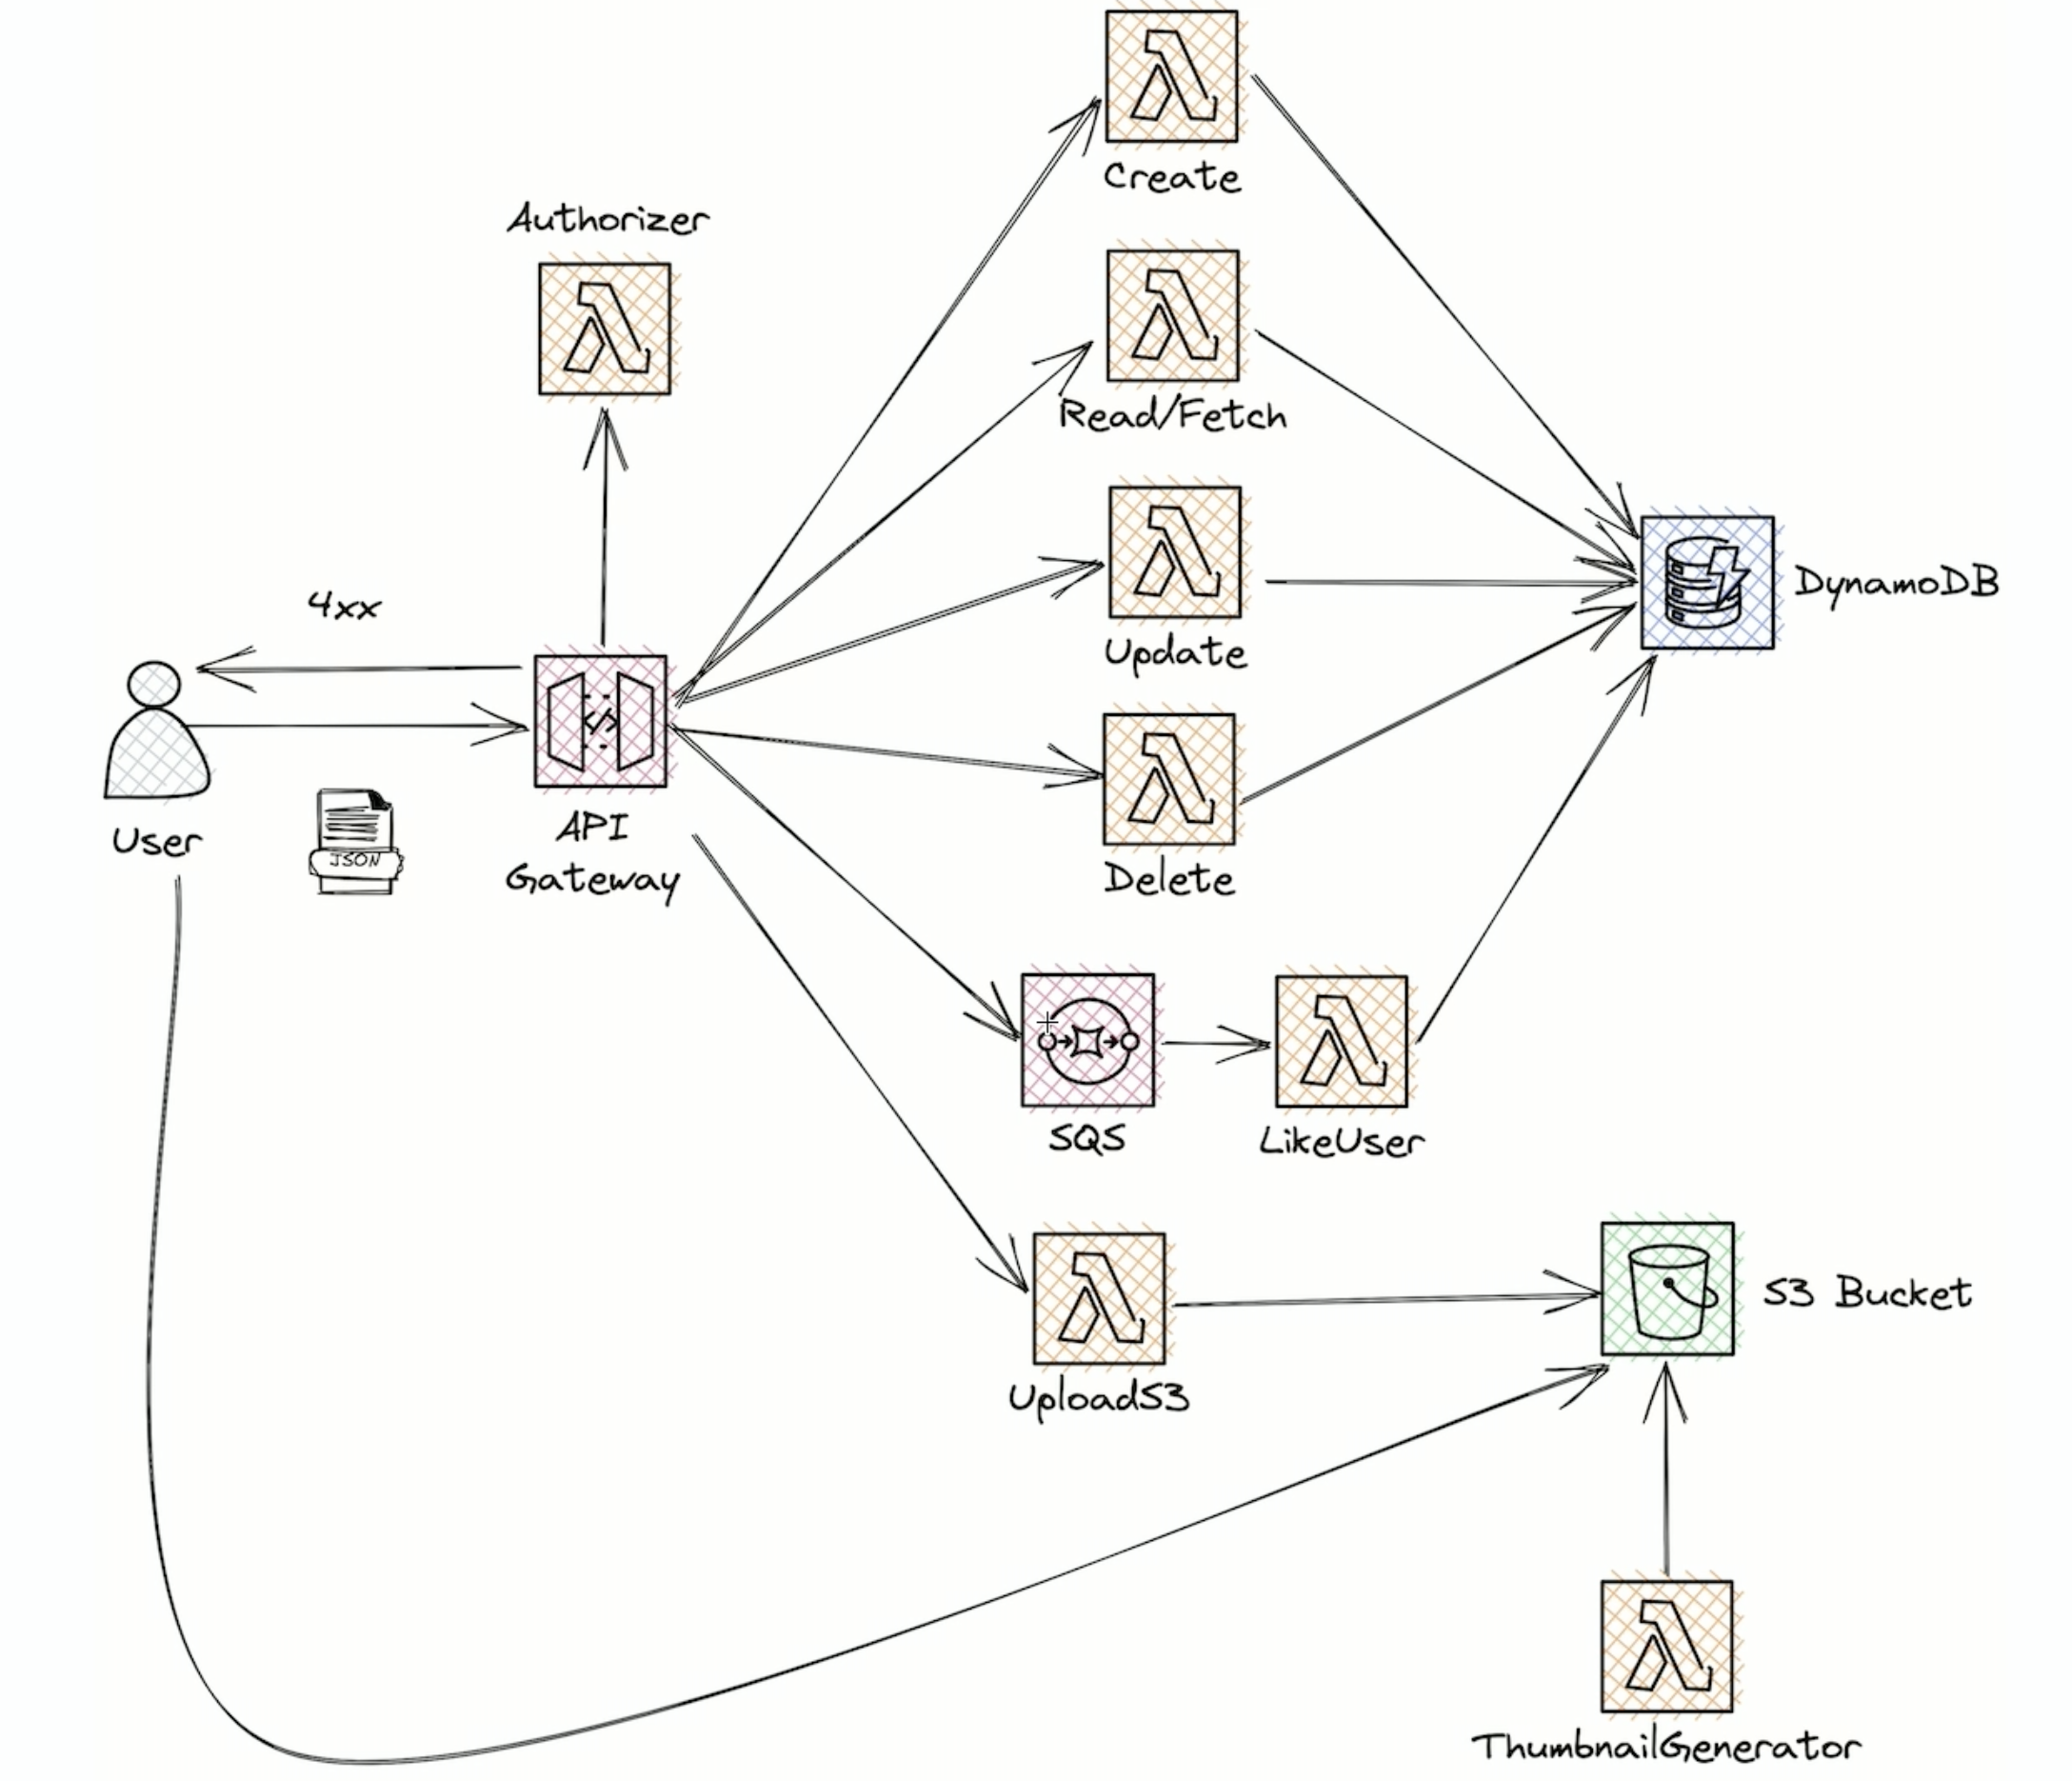 Create
Authorizer
Read/Fetch
4xx
Update
DynamoDB
User
JSON
API
Gateway
</>
Delete
SQS
LikeUser
UploadS3
S3 Bucket
ThumbnailGenerator